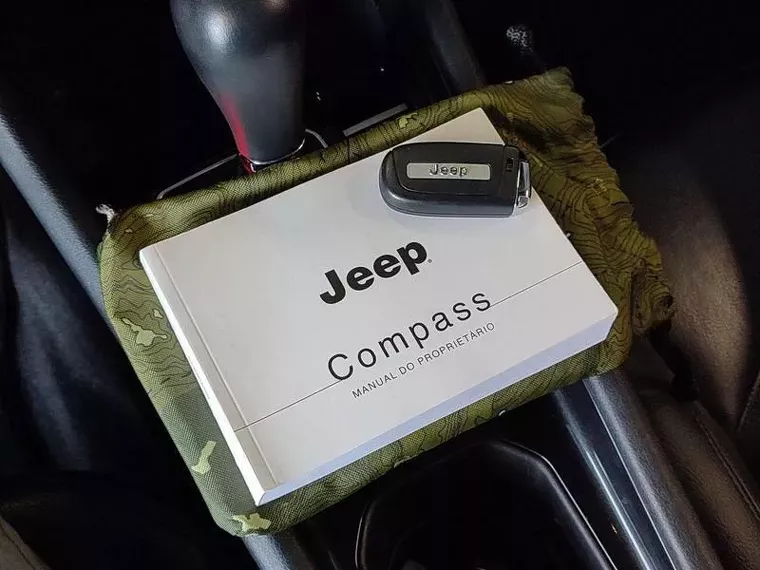 Jeep
Jeep
Compass
MANUAL DO PROPRIETÁRIO